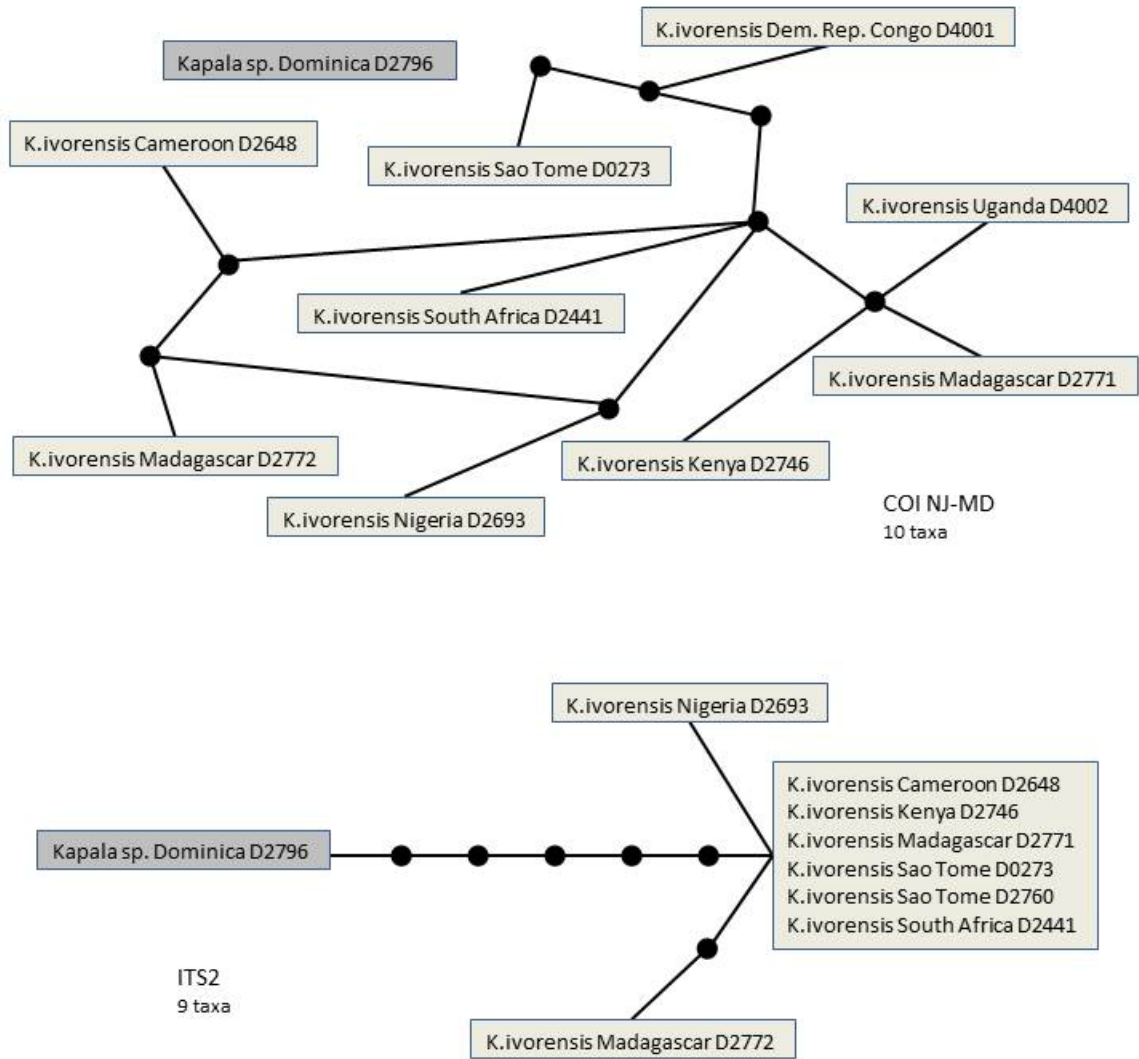 K.ivorensis Dem. Rep. Congo D4001
Kapala sp. Dominica D2796
K.ivorensis Cameroon D2648
K.ivorensis Sao Tome D0273
K.ivorensis Uganda D4002
K.ivorensis South Africa D2441
K.ivorensis Madagascar D2771
K.ivorensis Madagascar D2772
K.ivorensis Kenya D2746
K.ivorensis Nigeria D2693
COI NJ-MD
10 taxa
K.ivorensis Nigeria D2693
K.ivorensis Cameroon D2648
K.ivorensis Kenya D2746
K.ivorensis Madagascar D2771
K.ivorensis Sao Tome D0273
K.ivorensis Sao Tome D2760
K.ivorensis South Africa D2441
Kapala sp. Dominica D2796
ITS2
9 taxa
K.ivorensis Madagascar D2772